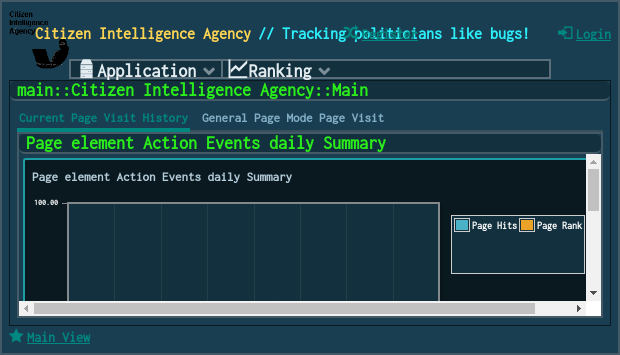 Citizen
Intelligence
Agency
Citizen Intelligence Agency // Tracking politicians like bugs!
Register
Login
Application
Ranking
main::Citizen Intelligence Agency::Main
Current Page Visit History
General Page Mode Page Visit
Page element Action Events daily Summary
Page element Action Events daily Summary
100.00
Page Hits
Page Rank
Main View